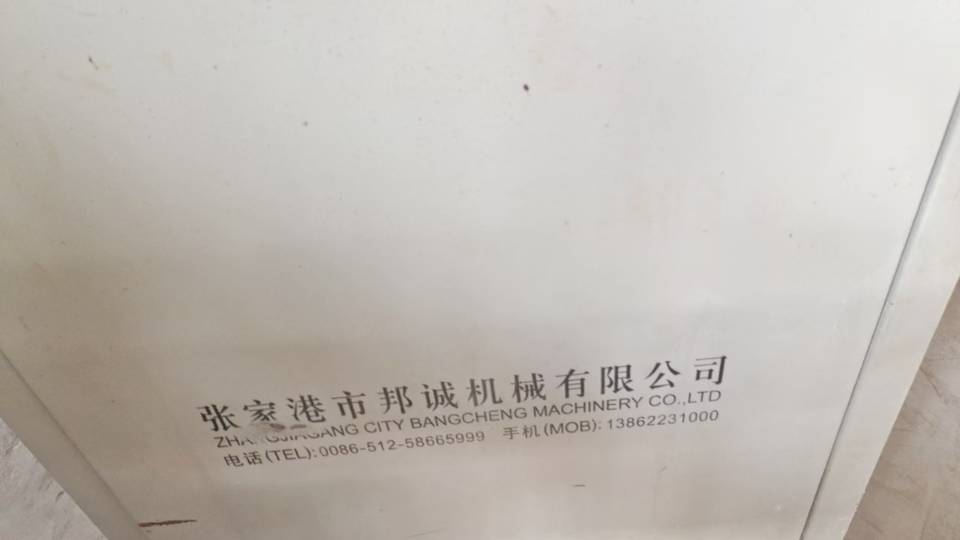 张家港市邦诚机械有限公司
ZHANGJIAGANG CITY BANGCHENG MACHINERY CO.,LTD
电话(TEL):0086-512-58665999 手机(MOB):13862231000